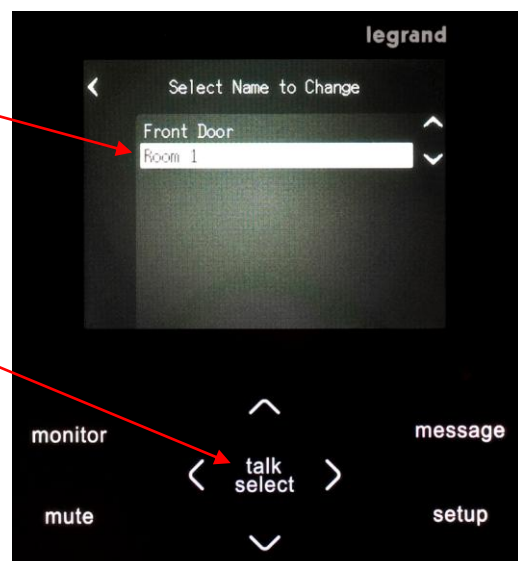 legrand
Select Name to Change
Front Door
Room 1
monitor
message
talk
select
mute
setup